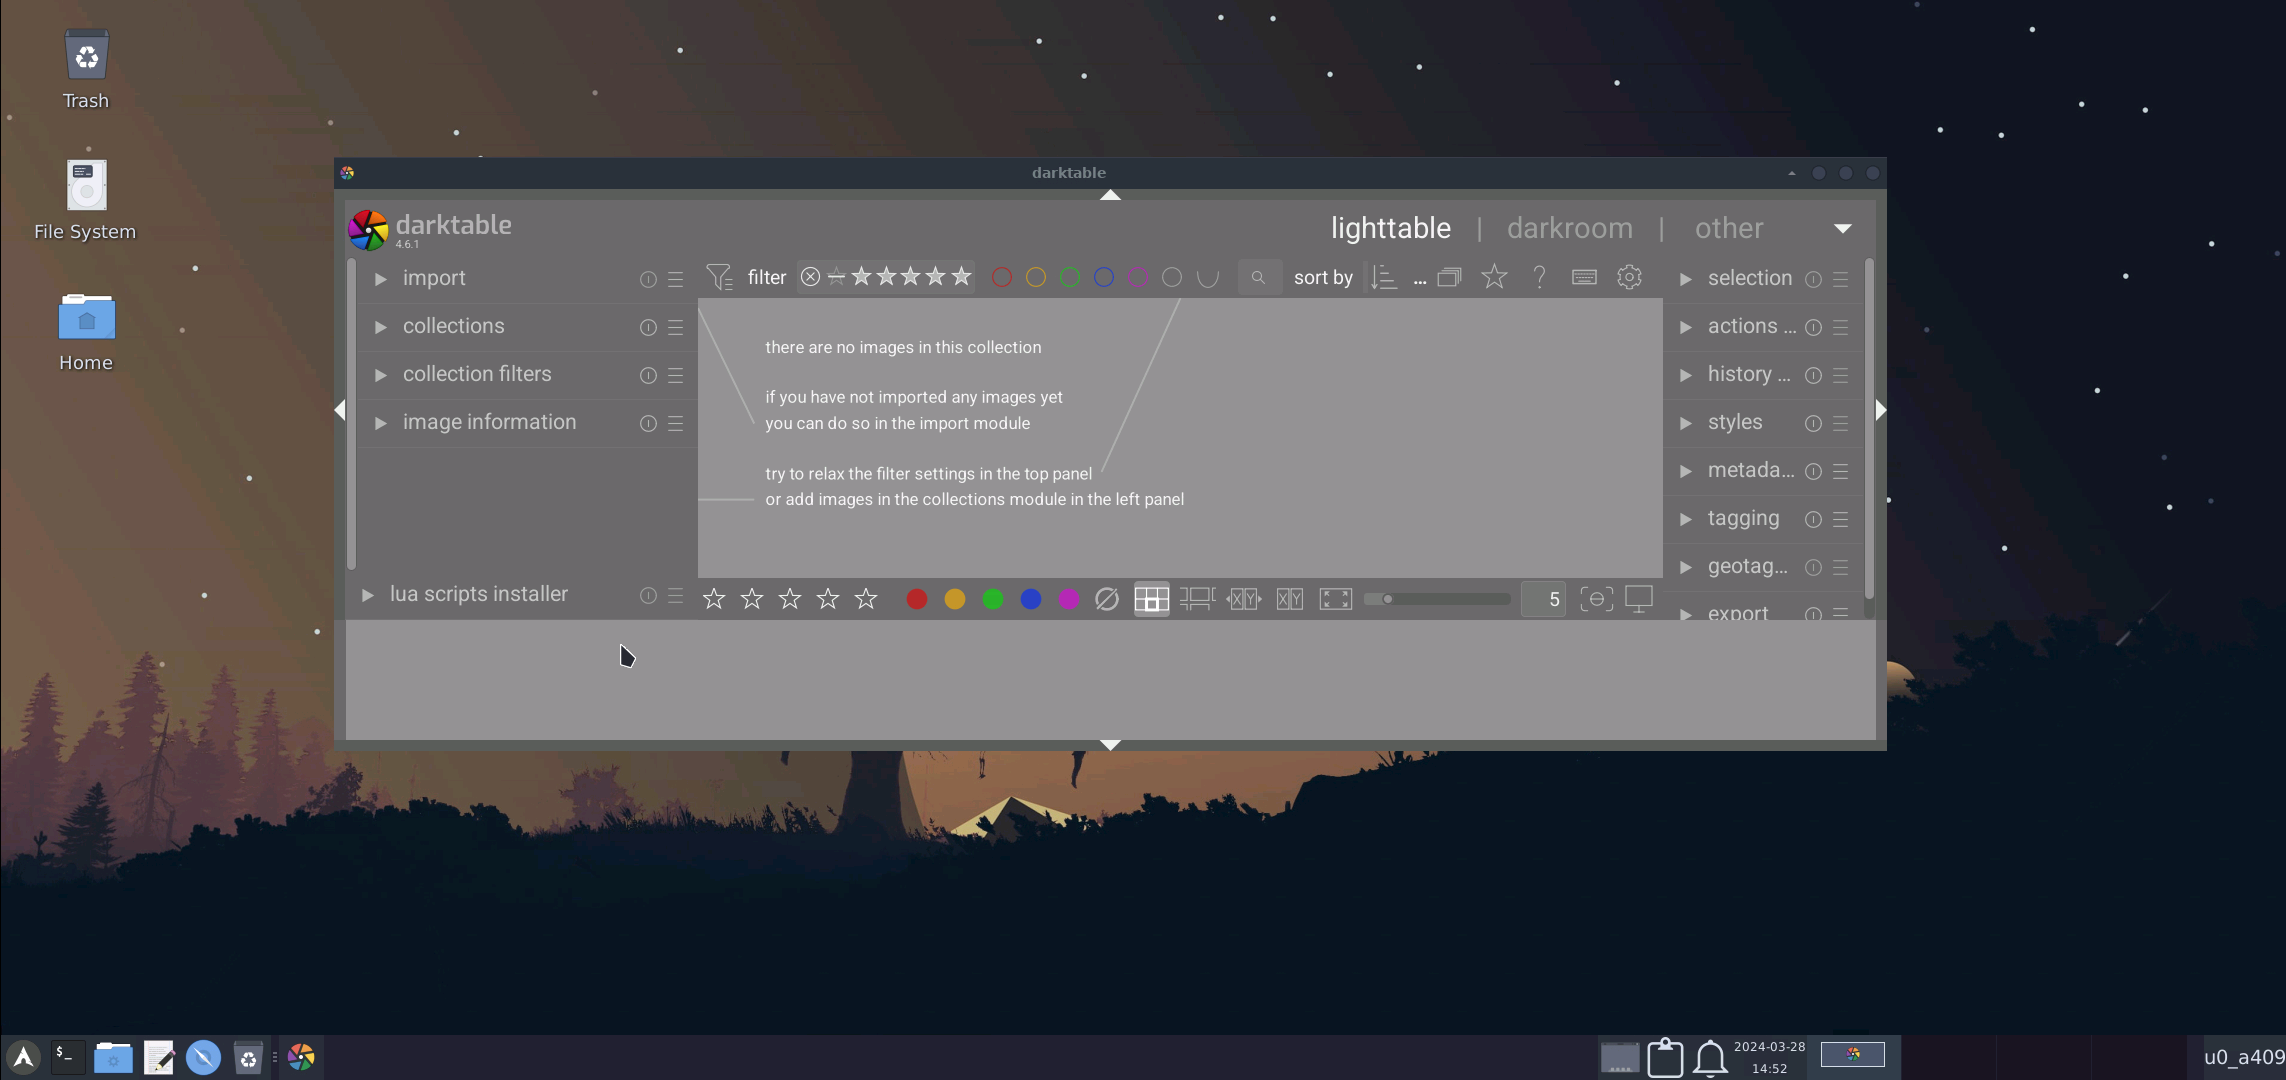 Trash
File System
Home
darktable
darktable
4.6.1
lighttable | darkroom | other
import
collections
collection filters
image information
lua scripts installer
filter
sort by
...
there are no images in this collection
if you have not imported any images yet
you can do so in the import module
try to relax the filter settings in the top panel
or add images in the collections module in the left panel
X Y
X Y
5
selection
actions ...
history ...
styles
metada...
tagging
geotag...
export
$_
2024-03-28
14:52
u0_a409